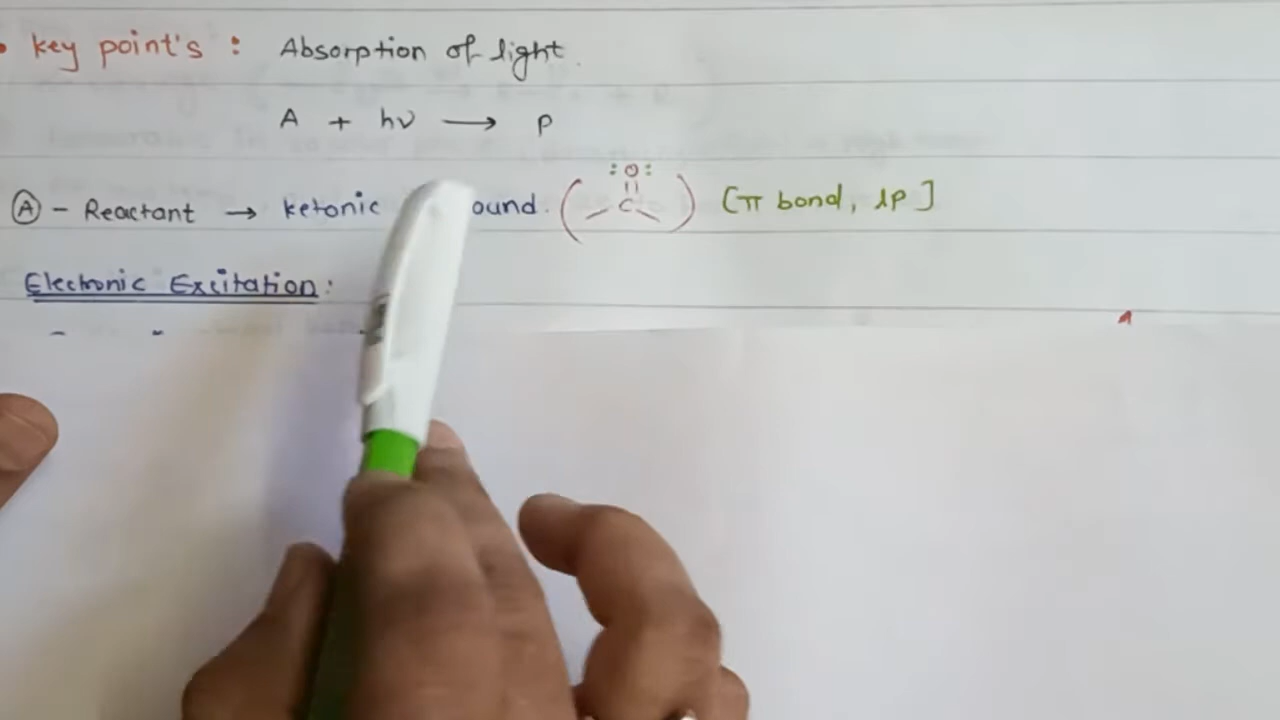 • key point's : Absorption of light.
A + hν ⟶ P
Ⓐ - Reactant → ketonic ound. ( :O: || C ) [π bond, lp]
Electronic Excitation: